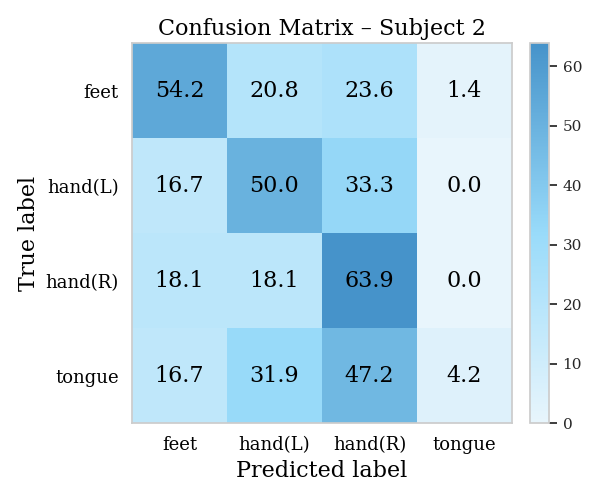 Confusion Matrix – Subject 2
feet 54.2 20.8 23.6 1.4
hand(L) 16.7 50.0 33.3 0.0
hand(R) 18.1 18.1 63.9 0.0
tongue 16.7 31.9 47.2 4.2
feet hand(L) hand(R) tongue
Predicted label
True label
60
50
40
30
20
10
0